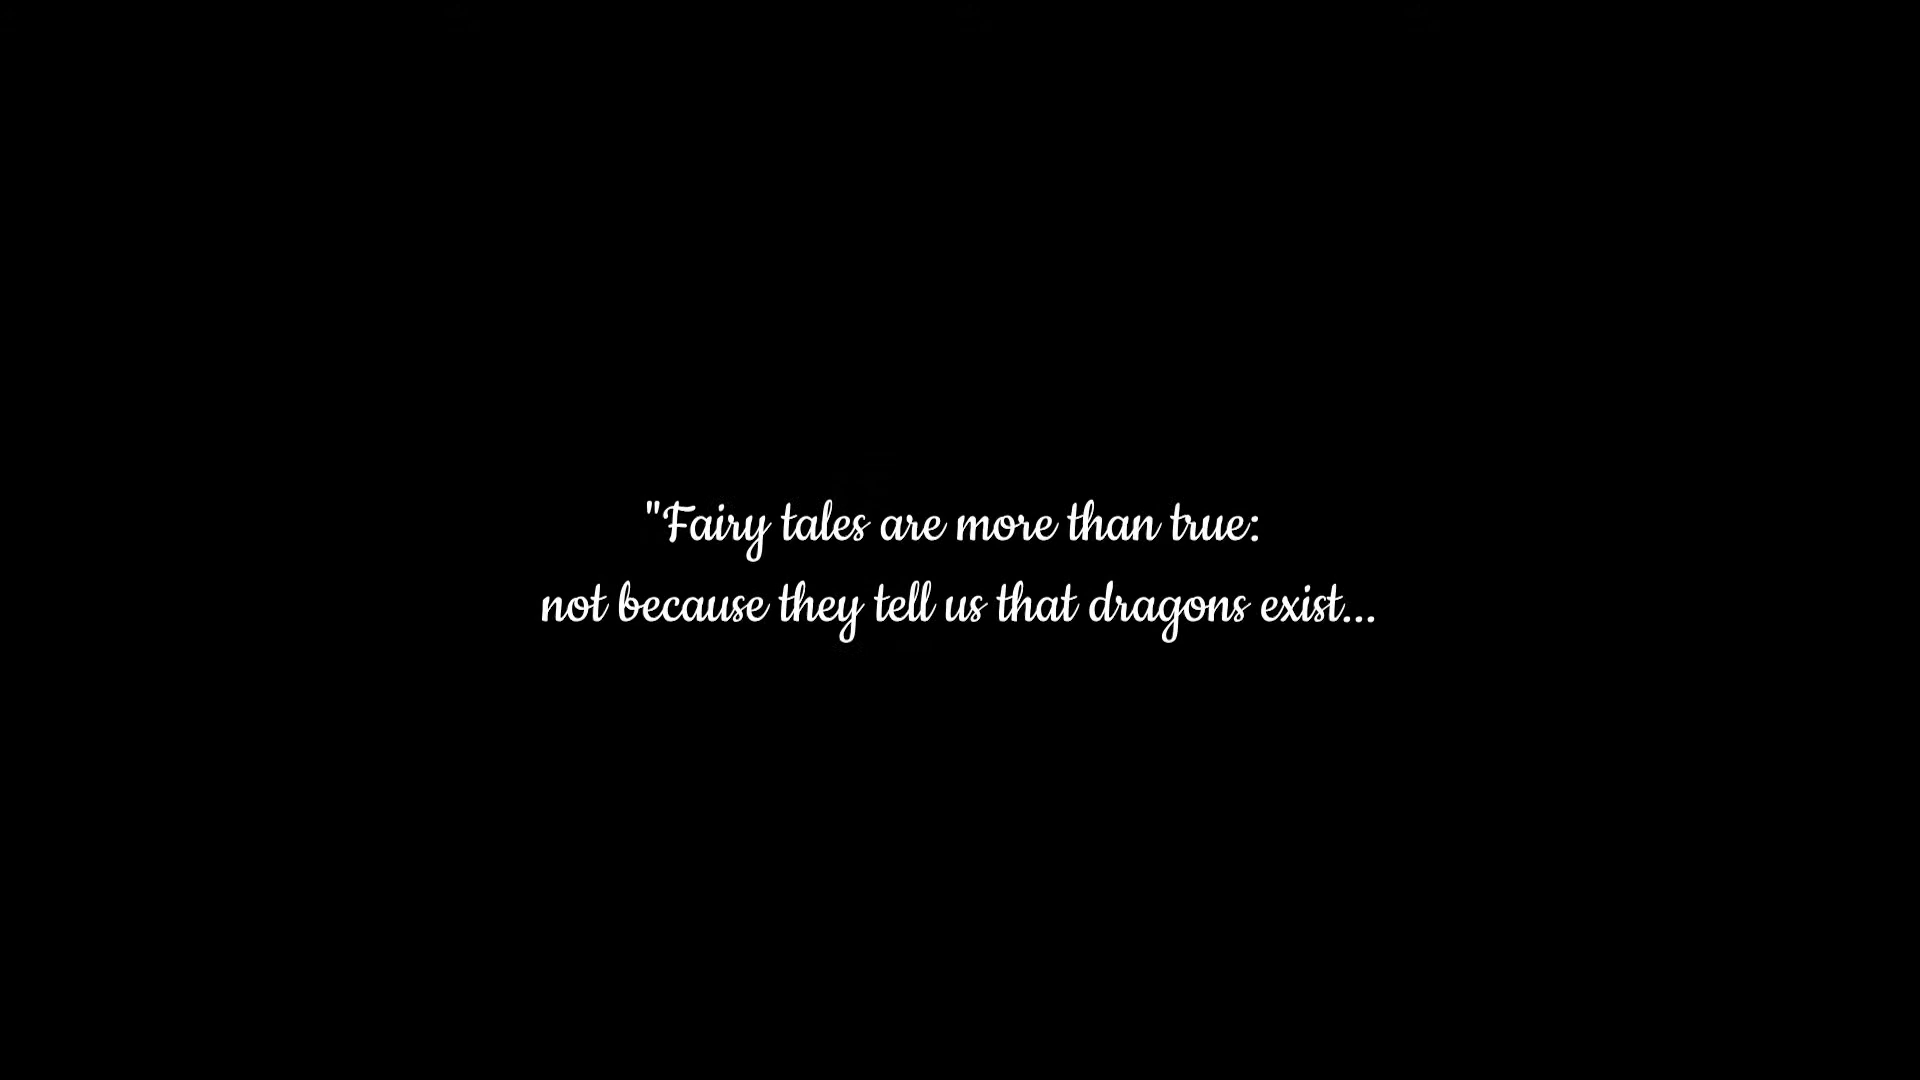 "Fairy tales are more than true:
not because they tell us that dragons exist...